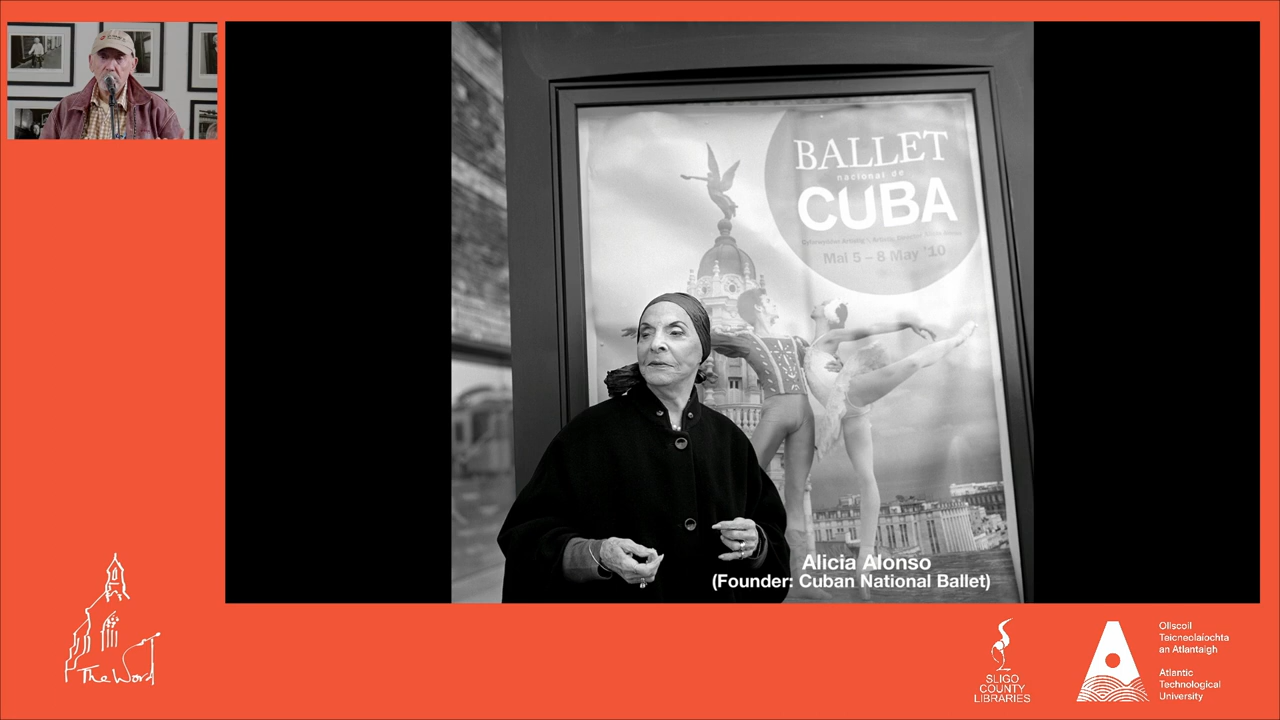 BALLET
nacional de
CUBA
Mai 5 – 8 May '10
Alicia Alonso
(Founder: Cuban National Ballet)
The Word
SLIGO
COUNTY
LIBRARIES
Ollscoil
Teicneolaíochta
an Atlantaigh
Atlantic
Technological
University